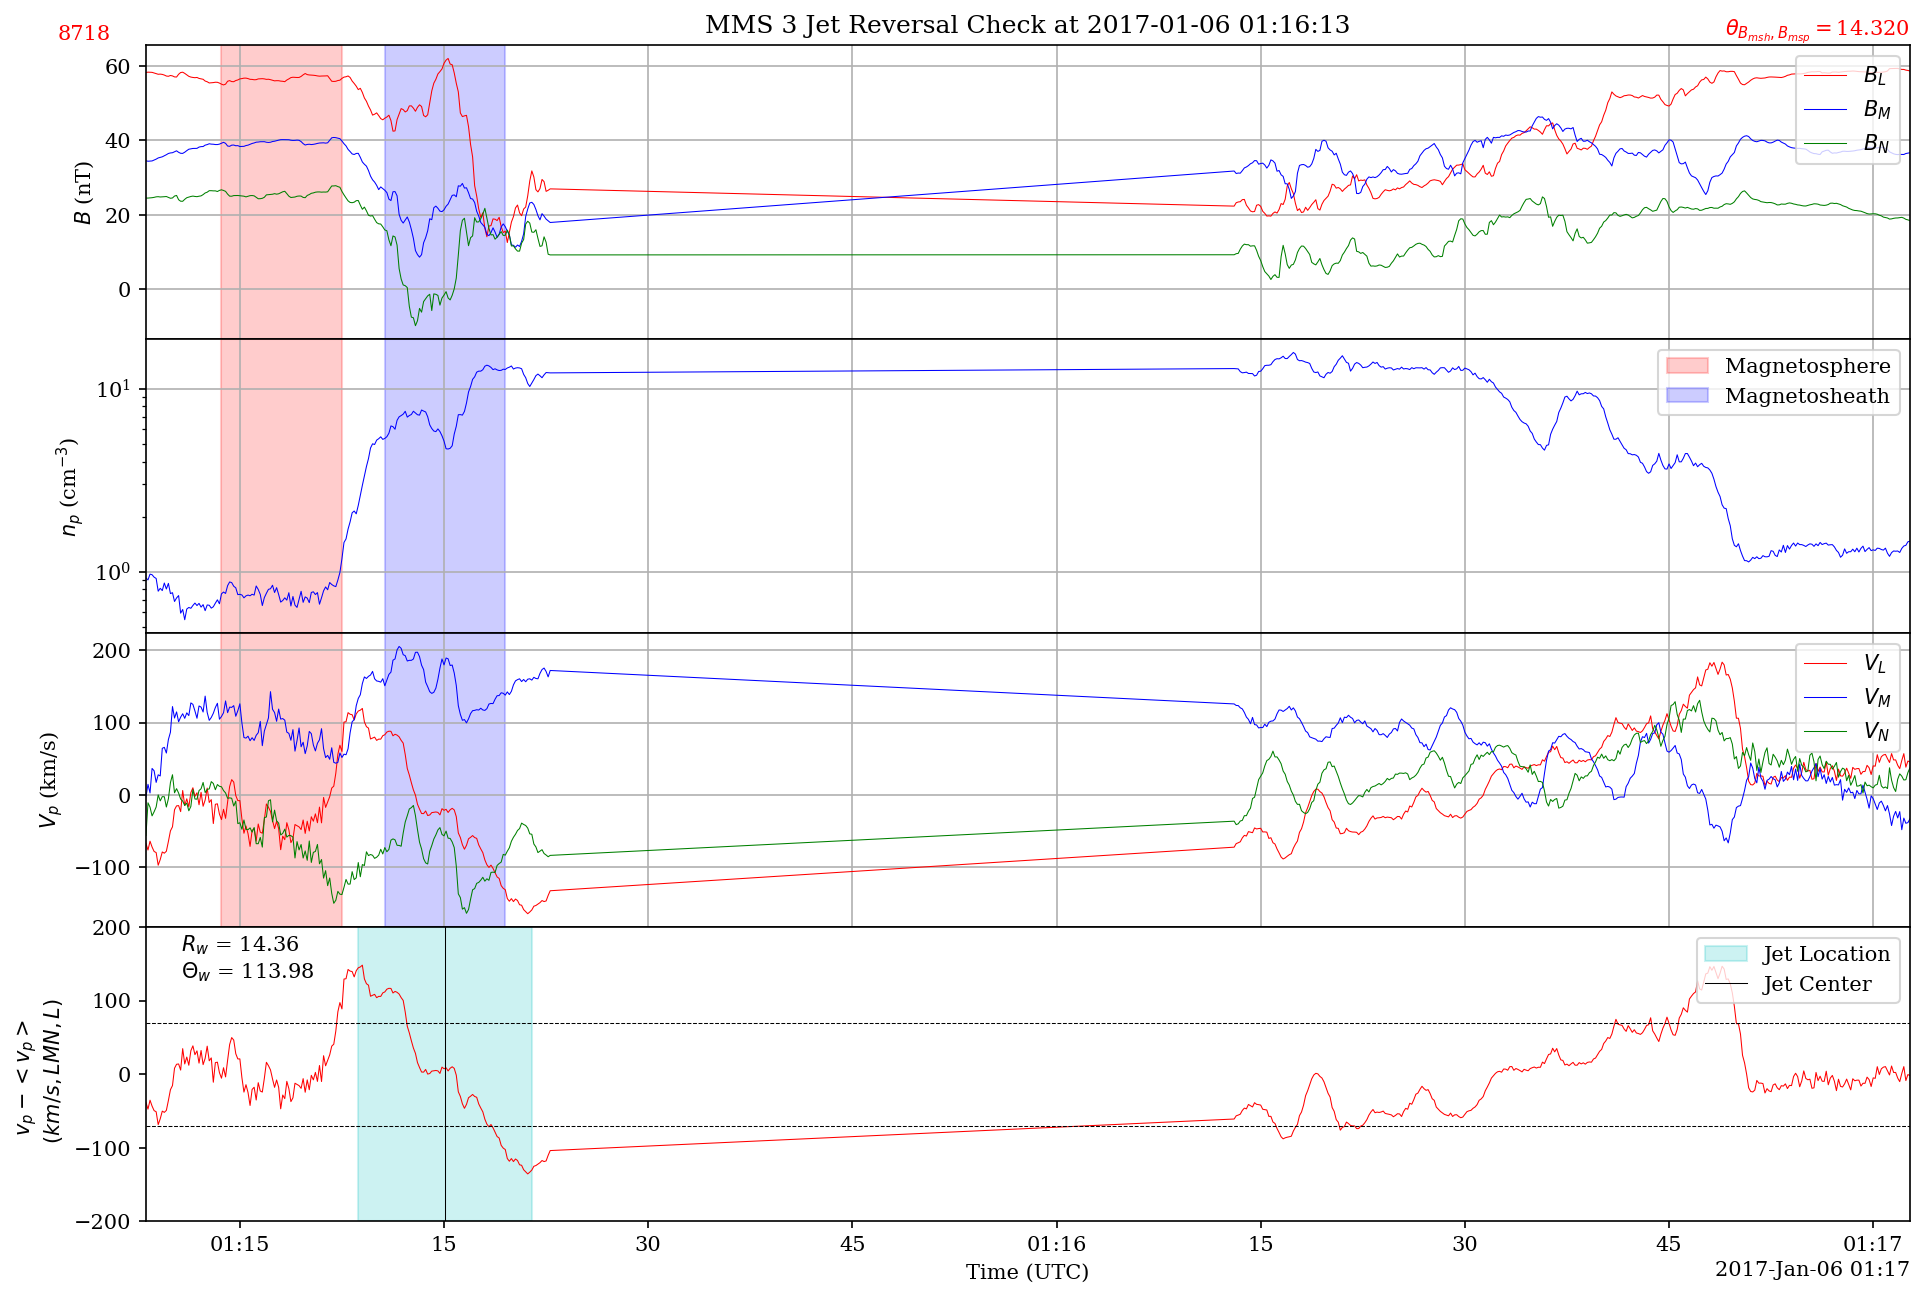 MMS 3 Jet Reversal Check at 2017-01-06 01:16:13
8718
θ_{B_{msh}, B_{msp}} = 14.320
60
40
20
0
B (nT)
B_L
B_M
B_N
10^1
10^0
n_p (cm^{-3})
Magnetosphere
Magnetosheath
200
100
0
−100
V_p (km/s)
V_L
V_M
V_N
200
100
0
−100
−200
v_p − <v_p>
(km/s, LMN, L)
R_w = 14.36
Θ_w = 113.98
Jet Location
Jet Center
01:15
15
30
45
01:16
15
30
45
01:17
Time (UTC)
2017-Jan-06 01:17